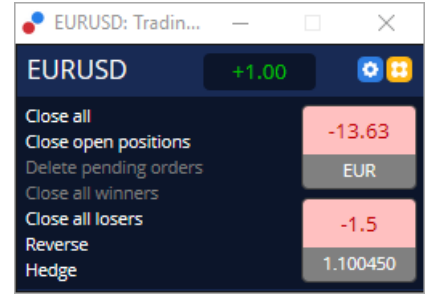 EURUSD: Tradin...
EURUSD +1.00
Close all
Close open positions
Delete pending orders
Close all winners
Close all losers
Reverse
Hedge
-13.63
EUR
-1.5
1.100450